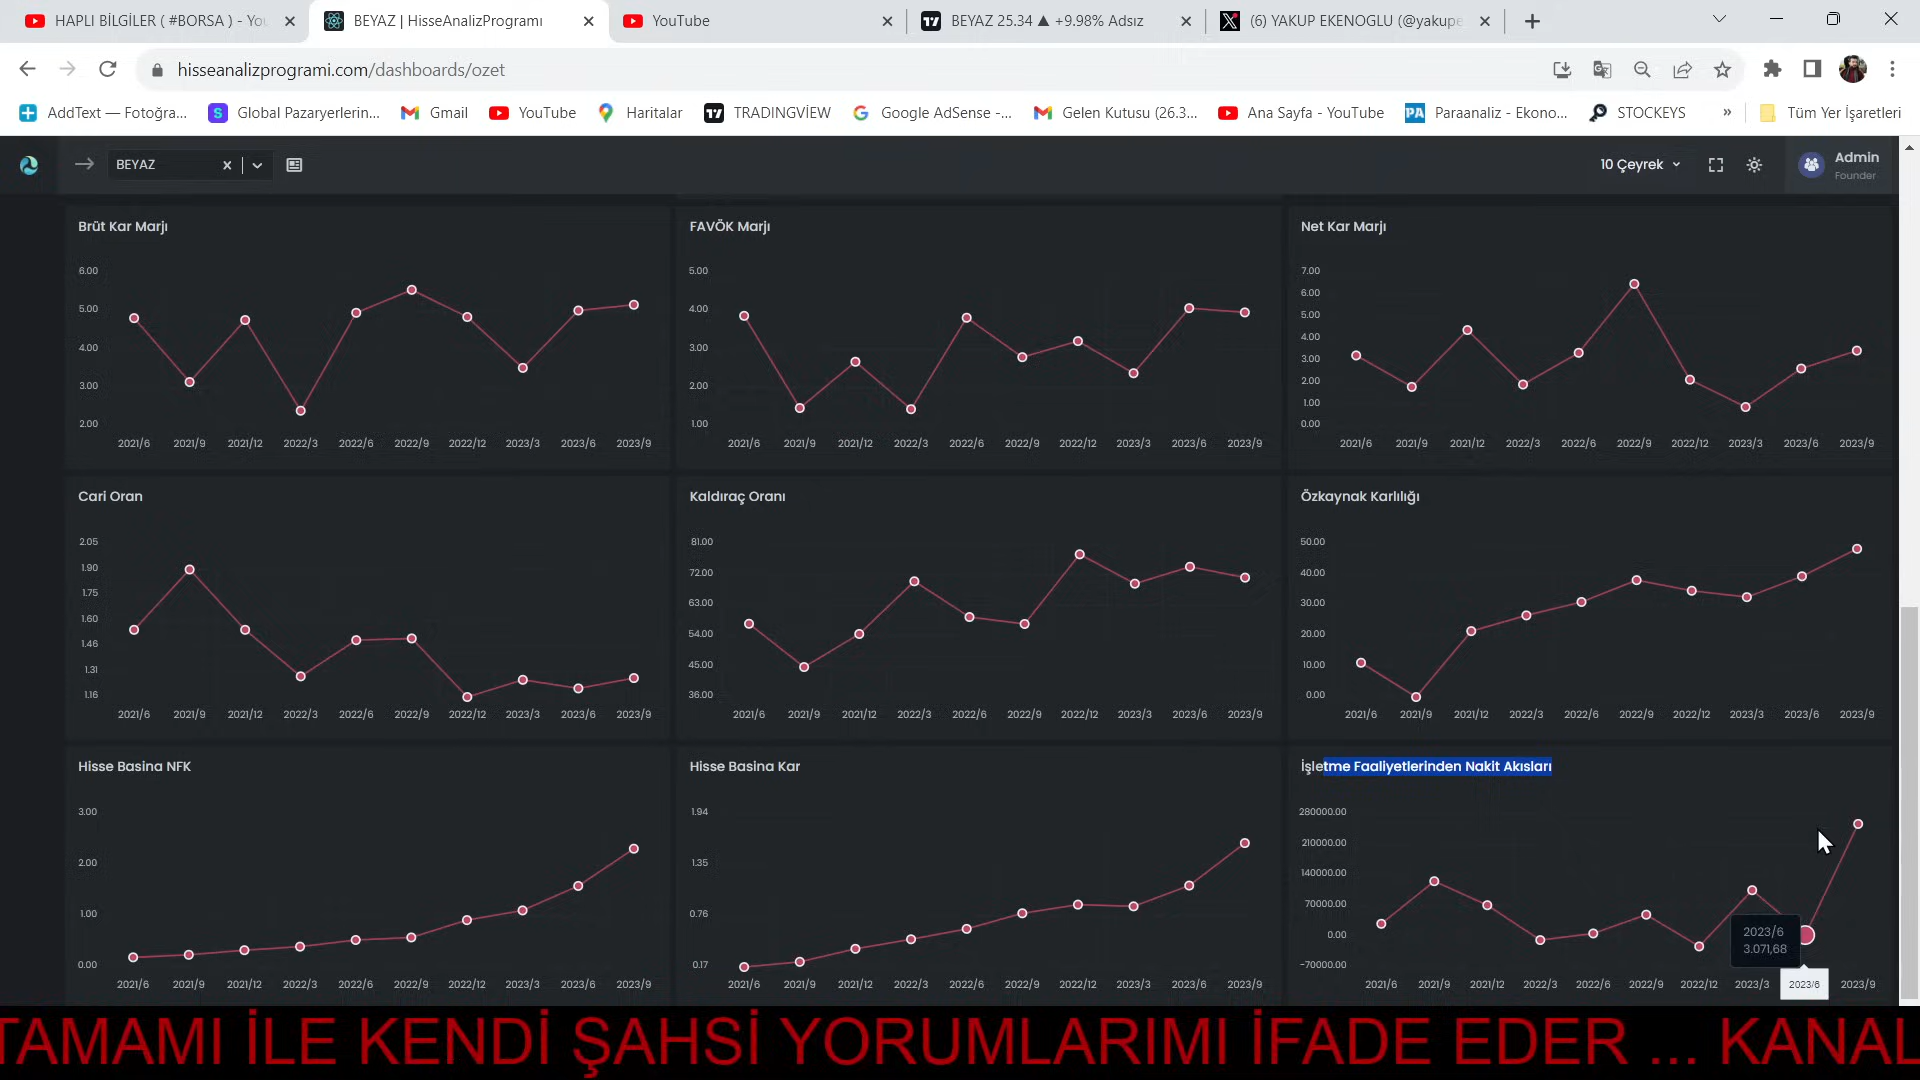 HAPLI BİLGİLER ( #BORSA ) - You
BEYAZ | HisseAnalizProgramı
YouTube
BEYAZ 25.34 ▲ +9.98% Adsız
(6) YAKUP EKENOGLU (@yakupe
hisseanalizprogrami.com/dashboards/ozet
AddText — Fotoğra...
Global Pazaryerlerin...
Gmail
YouTube
Haritalar
TRADINGVİEW
Google AdSense -...
Gelen Kutusu (26.3...
Ana Sayfa - YouTube
Paraanaliz - Ekono...
STOCKEYS
»
Tüm Yer İşaretleri
BEYAZ
10 Çeyrek
Admin
Founder
Brüt Kar Marjı
6.00
5.00
4.00
3.00
2.00
2021/6 2021/9 2021/12 2022/3 2022/6 2022/9 2022/12 2023/3 2023/6 2023/9
FAVÖK Marjı
5.00
4.00
3.00
2.00
1.00
2021/6 2021/9 2021/12 2022/3 2022/6 2022/9 2022/12 2023/3 2023/6 2023/9
Net Kar Marjı
7.00
6.00
5.00
4.00
3.00
2.00
1.00
0.00
2021/6 2021/9 2021/12 2022/3 2022/6 2022/9 2022/12 2023/3 2023/6 2023/9
Cari Oran
2.05
1.90
1.75
1.60
1.46
1.31
1.16
2021/6 2021/9 2021/12 2022/3 2022/6 2022/9 2022/12 2023/3 2023/6 2023/9
Kaldıraç Oranı
81.00
72.00
63.00
54.00
45.00
36.00
2021/6 2021/9 2021/12 2022/3 2022/6 2022/9 2022/12 2023/3 2023/6 2023/9
Özkaynak Karlılığı
50.00
40.00
30.00
20.00
10.00
0.00
2021/6 2021/9 2021/12 2022/3 2022/6 2022/9 2022/12 2023/3 2023/6 2023/9
Hisse Basina NFK
3.00
2.00
1.00
0.00
2021/6 2021/9 2021/12 2022/3 2022/6 2022/9 2022/12 2023/3 2023/6 2023/9
Hisse Basina Kar
1.94
1.35
0.76
0.17
2021/6 2021/9 2021/12 2022/3 2022/6 2022/9 2022/12 2023/3 2023/6 2023/9
İşletme Faaliyetlerinden Nakit Akısları
280000.00
210000.00
140000.00
70000.00
0.00
-70000.00
2023/6
3.071,68
2021/6 2021/9 2021/12 2022/3 2022/6 2022/9 2022/12 2023/3 2023/6 2023/9
TAMAMI İLE KENDİ ŞAHSİ YORUMLARIMI İFADE EDER ... KANAL